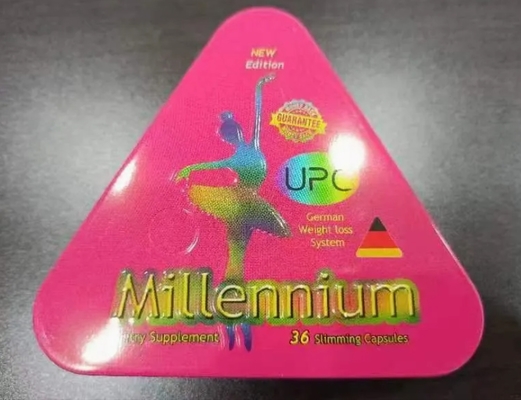 NEW
Edition
GUARANTEE
UPC
German
Weight loss
System
Millennium
Supplement
36 Slimming Capsules